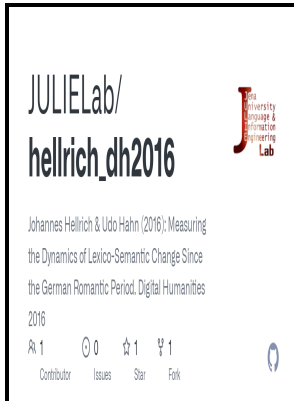 JULIELab/
hellrich_dh2016
Jena
University
Language &
Information
Engineering
Lab
Johannes Hellrich & Udo Hahn (2016): Measuring
the Dynamics of Lexico-Semantic Change Since
the German Romantic Period. Digital Humanities
2016
1
Contributor
0
Issues
1
Star
1
Fork